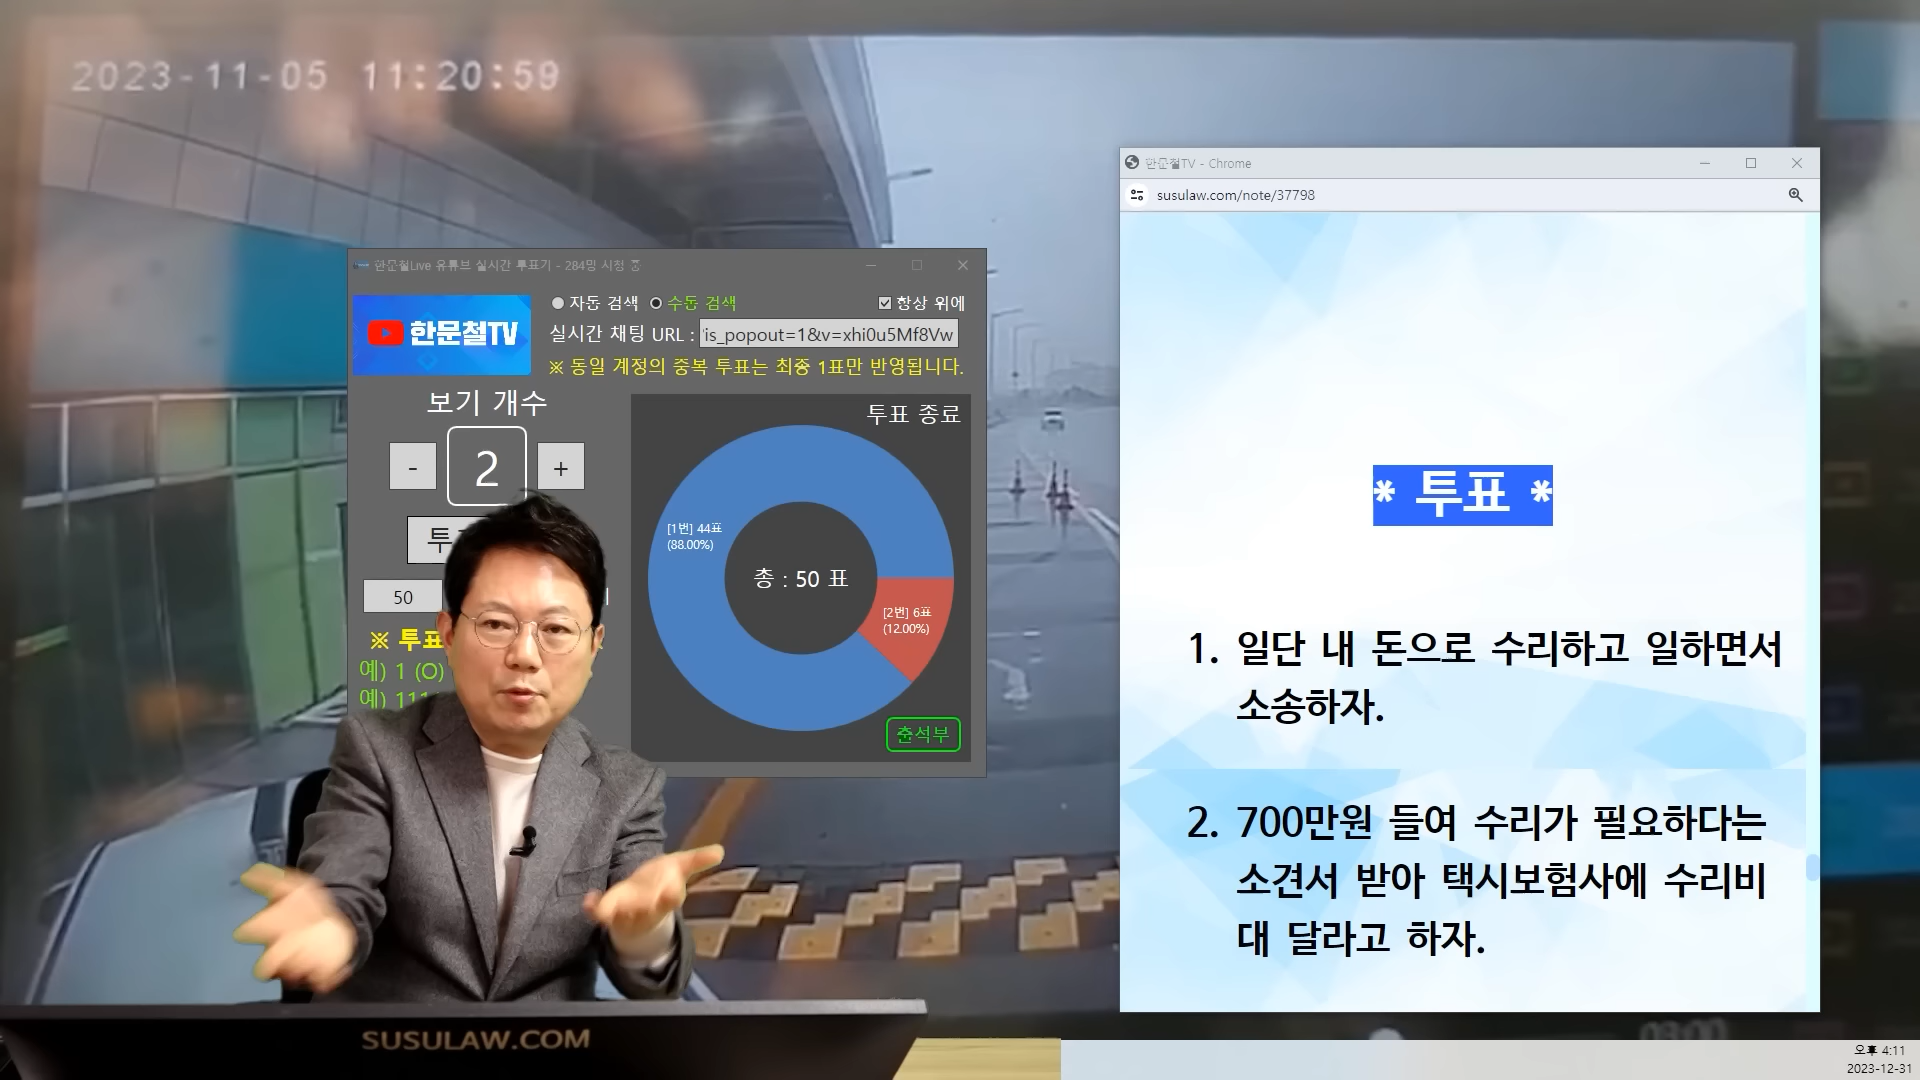 2023-11-05 11:20:59
한문철Live 유튜브 실시간 투표기 - 284명 시청 중
자동 검색 수동 검색 항상 위에
한문철TV
실시간 채팅 URL : is_popout=1&v=xhi0u5Mf8Vw
※ 동일 계정의 중복 투표는 최종 1표만 반영됩니다.
보기 개수
- 2 +
50
※ 투표
예) 1 (O)
투표 종료
[1번] 44표
(88.00%)
총 : 50 표
[2번] 6표
(12.00%)
출석부
한문철TV - Chrome
susulaw.com/note/37798
* 투표 *
1. 일단 내 돈으로 수리하고 일하면서
소송하자.
2. 700만원 들여 수리가 필요하다는
소견서 받아 택시보험사에 수리비
대 달라고 하자.
SUSULAW.COM
03:00
오후 4:11
2023-12-31